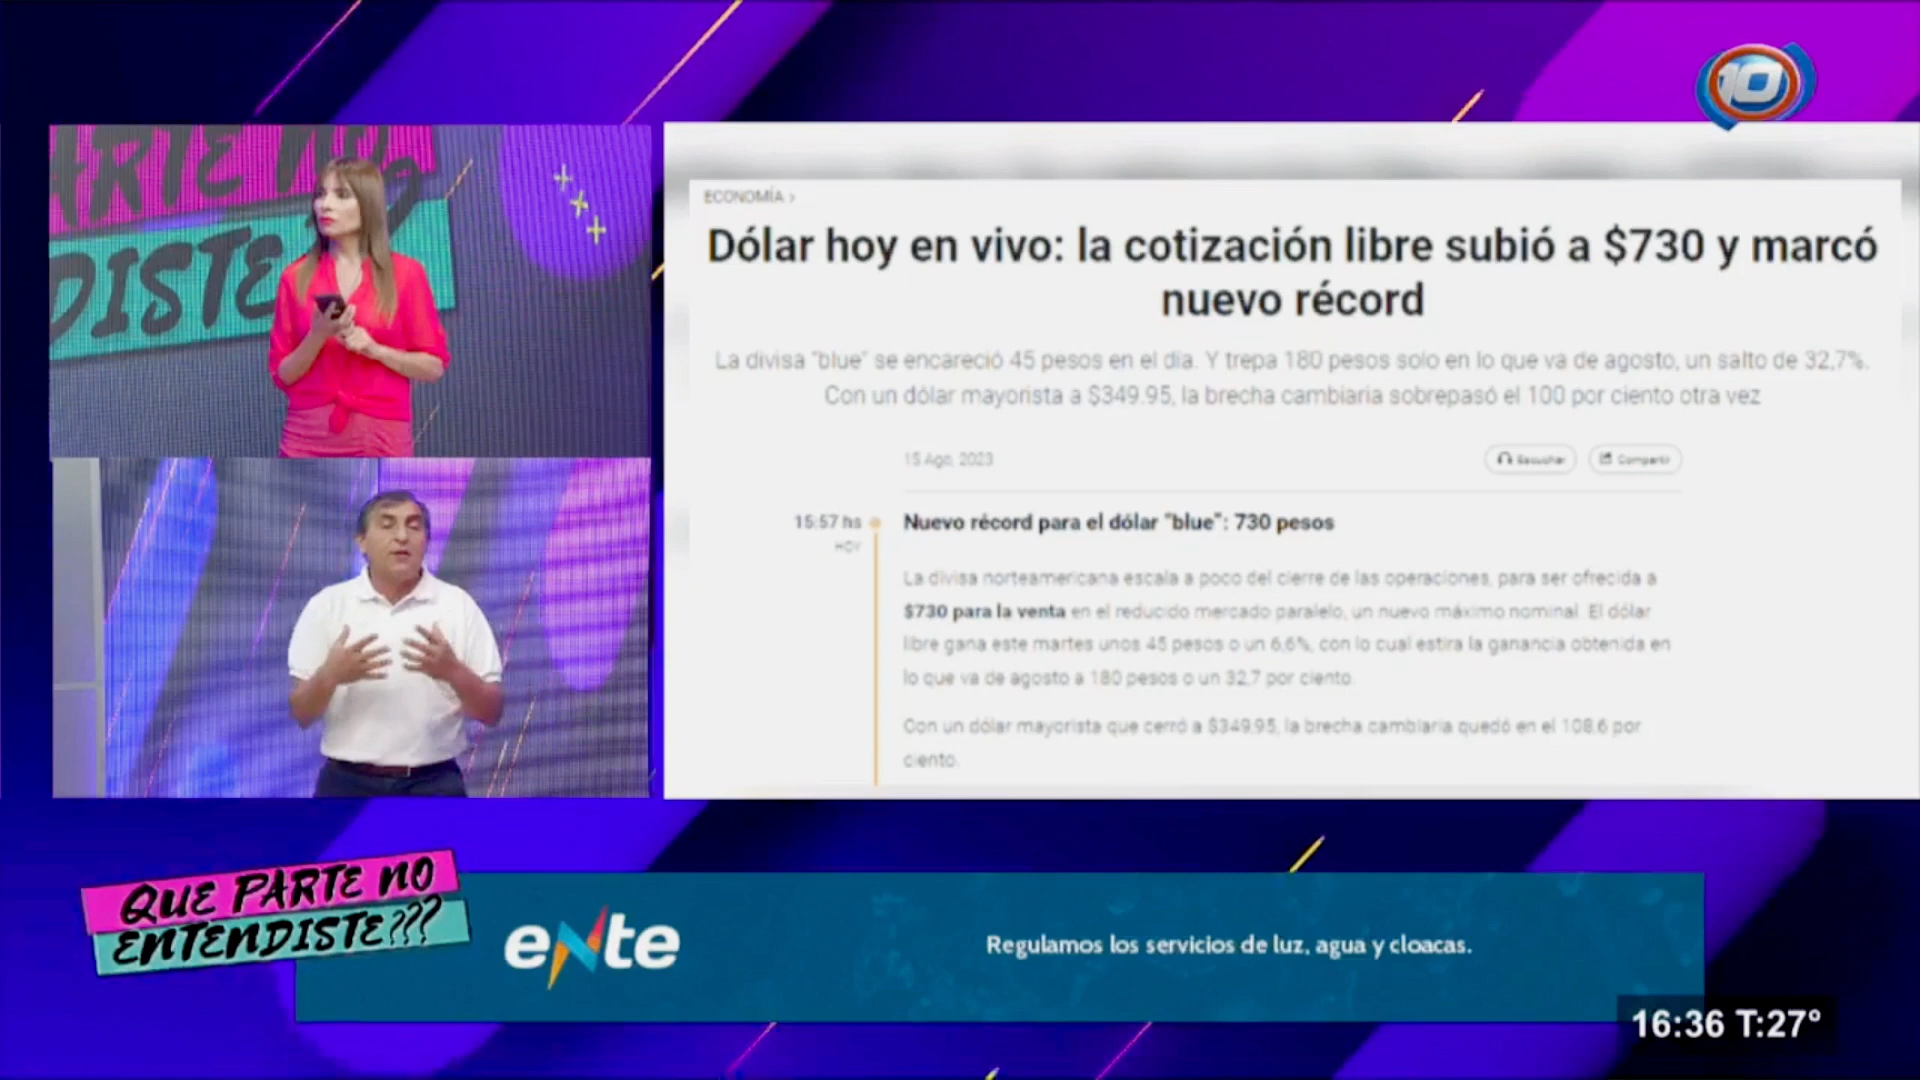 10
ARTE NO
DISTE
ECONOMÍA >
Dólar hoy en vivo: la cotización libre subió a $730 y marcó
nuevo récord
La divisa "blue" se encareció 45 pesos en el día. Y trepa 180 pesos solo en lo que va de agosto, un salto de 32,7%.
Con un dólar mayorista a $349.95, la brecha cambiaria sobrepasó el 100 por ciento otra vez
15 Ago, 2023
Escuchar
Compartir
15:57 hs
HOY
Nuevo récord para el dólar "blue": 730 pesos
La divisa norteamericana escala a poco del cierre de las operaciones, para ser ofrecida a
$730 para la venta en el reducido mercado paralelo, un nuevo máximo nominal. El dólar
libre gana este martes unos 45 pesos o un 6,6%, con lo cual estira la ganancia obtenida en
lo que va de agosto a 180 pesos o un 32,7 por ciento.
Con un dólar mayorista que cerró a $349,95, la brecha cambiaria quedó en el 108,6 por
ciento.
QUE PARTE NO
ENTENDISTE???
ente
Regulamos los servicios de luz, agua y cloacas.
16:36 T:27°